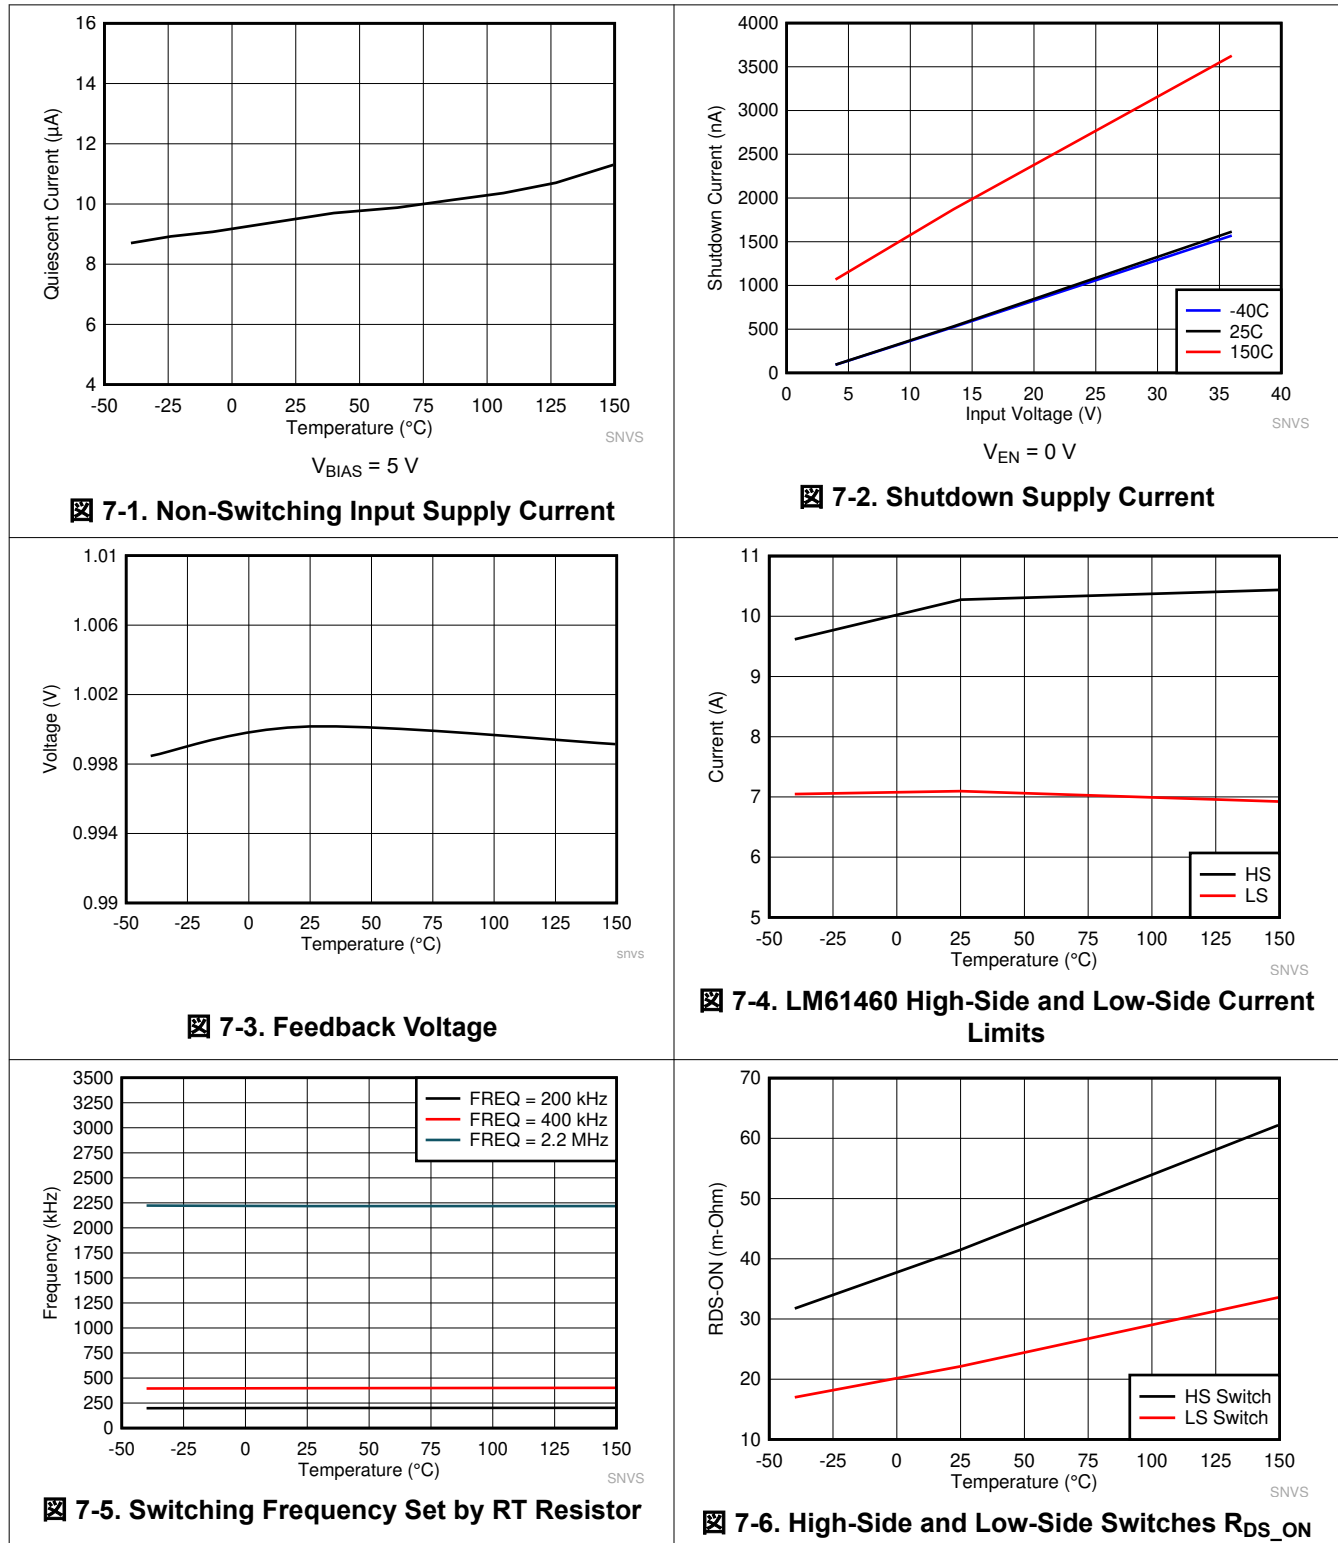 16
14
12
10
8
6
4
Quiescent Current (µA)
-50 -25 0 25 50 75 100 125 150
Temperature (°C)
SNVS
VBIAS = 5 V
図 7-1. Non-Switching Input Supply Current
4000
3500
3000
2500
2000
1500
1000
500
0
Shutdown Current (nA)
-40C
25C
150C
0 5 10 15 20 25 30 35 40
Input Voltage (V)
SNVS
VEN = 0 V
図 7-2. Shutdown Supply Current
1.01
1.006
1.002
0.998
0.994
0.99
Voltage (V)
-50 -25 0 25 50 75 100 125 150
Temperature (°C)
snvs
図 7-3. Feedback Voltage
11
10
9
8
7
6
5
Current (A)
HS
LS
-50 -25 0 25 50 75 100 125 150
Temperature (°C)
SNVS
図 7-4. LM61460 High-Side and Low-Side Current
Limits
3500
3250
3000
2750
2500
2250
2000
1750
1500
1250
1000
750
500
250
0
Frequency (kHz)
FREQ = 200 kHz
FREQ = 400 kHz
FREQ = 2.2 MHz
-50 -25 0 25 50 75 100 125 150
Temperature (°C)
SNVS
図 7-5. Switching Frequency Set by RT Resistor
70
60
50
40
30
20
10
RDS-ON (m-Ohm)
HS Switch
LS Switch
-50 -25 0 25 50 75 100 125 150
Temperature (°C)
SNVS
図 7-6. High-Side and Low-Side Switches RDS_ON